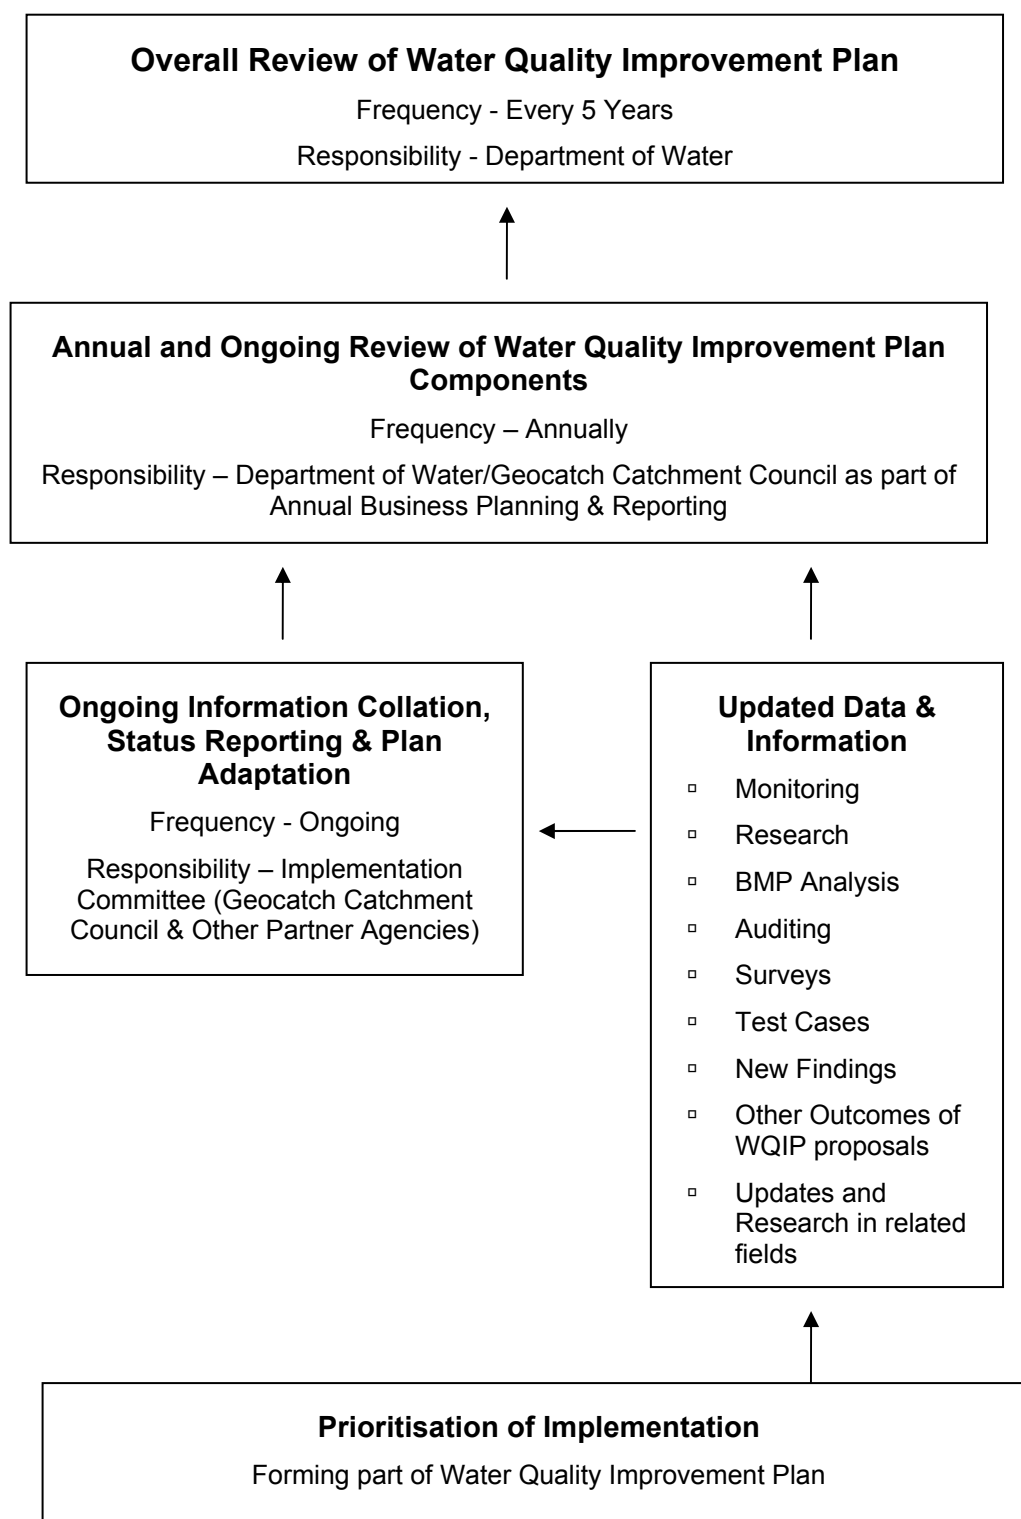 Overall Review of Water Quality Improvement Plan
Frequency - Every 5 Years
Responsibility - Department of Water
Annual and Ongoing Review of Water Quality Improvement Plan
Components
Frequency – Annually
Responsibility – Department of Water/Geocatch Catchment Council as part of
Annual Business Planning & Reporting
Ongoing Information Collation,
Status Reporting & Plan
Adaptation
Frequency - Ongoing
Responsibility – Implementation
Committee (Geocatch Catchment
Council & Other Partner Agencies)
Updated Data &
Information
Monitoring
Research
BMP Analysis
Auditing
Surveys
Test Cases
New Findings
Other Outcomes of
WQIP proposals
Updates and
Research in related
fields
Prioritisation of Implementation
Forming part of Water Quality Improvement Plan